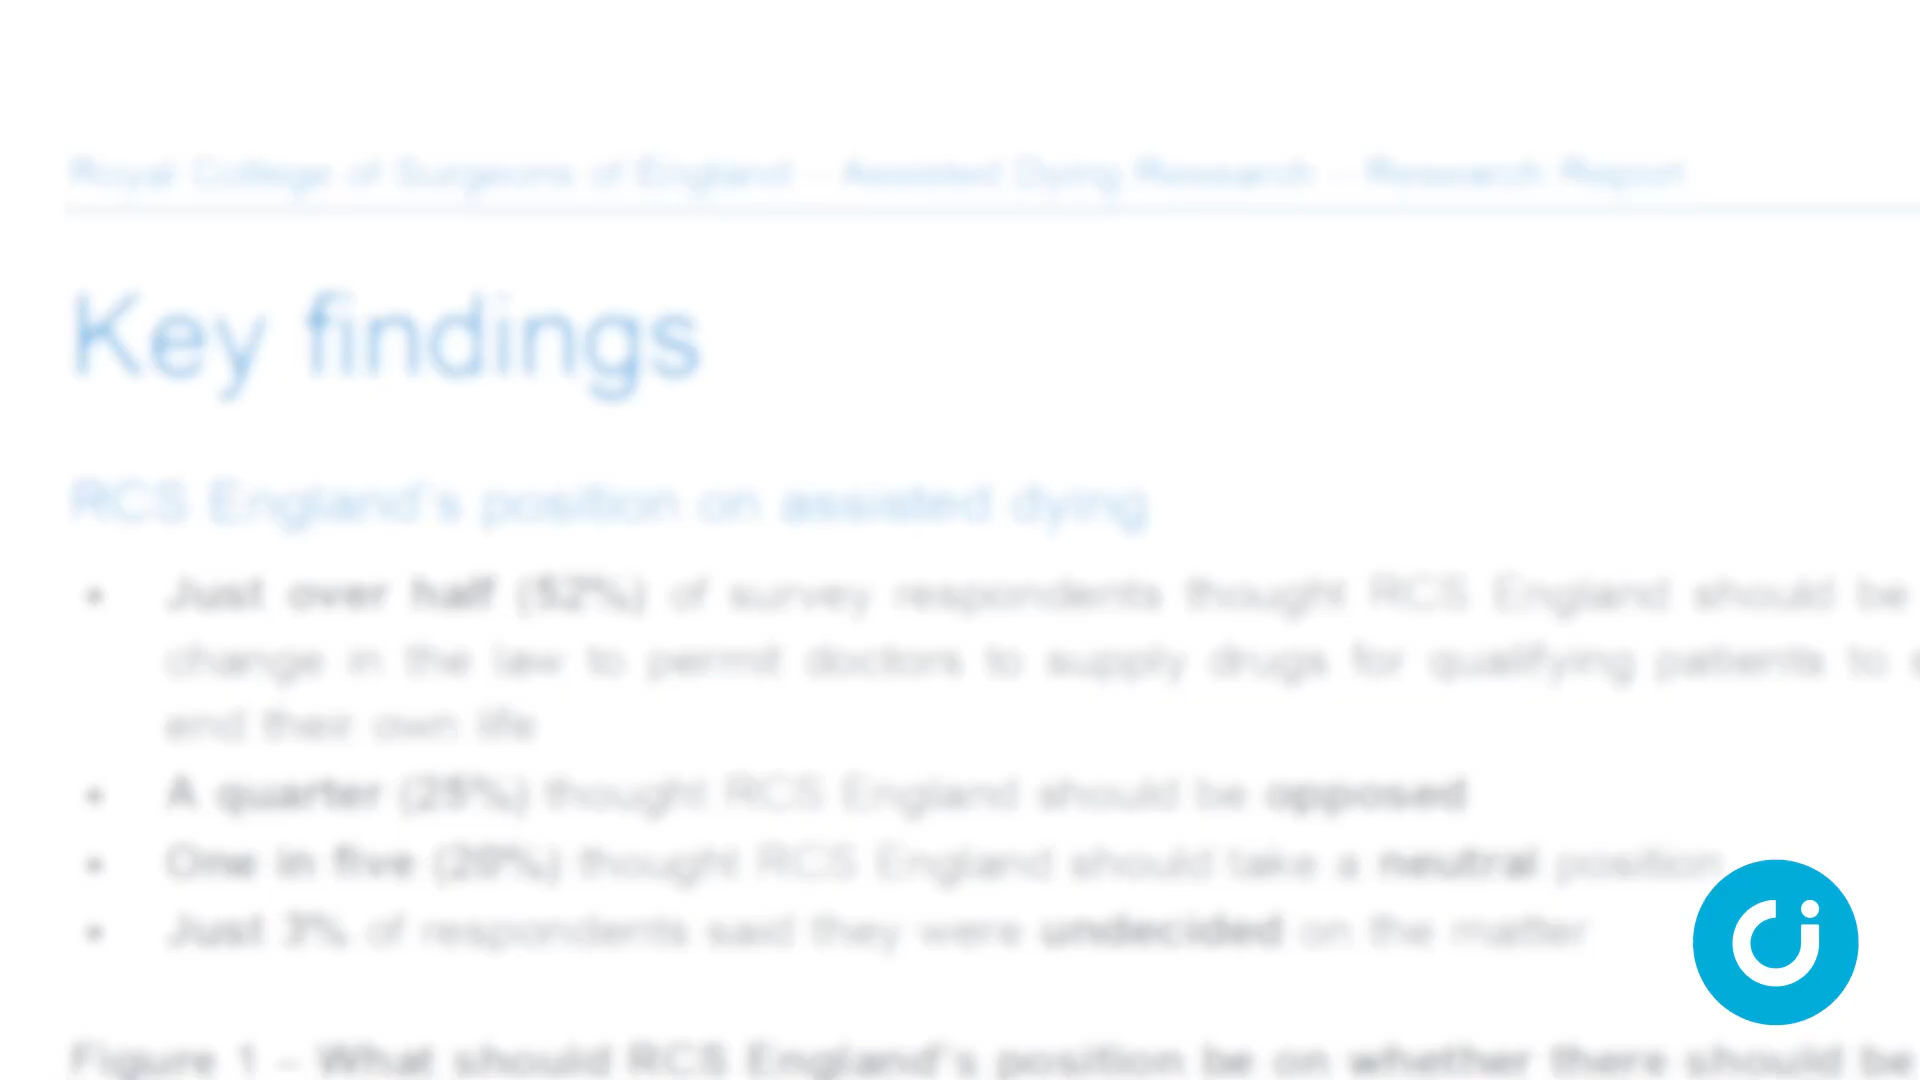 Royal College of Surgeons of England - Assisted Dying Research - Research Report
Key findings
RCS England's position on assisted dying
• Just over half (52%) of survey respondents thought RCS England should be
change in the law to permit doctors to supply drugs for qualifying patients to
end their own life
• A quarter (25%) thought RCS England should be opposed
• One in five (20%) thought RCS England should take a neutral position
• Just 3% of respondents said they were undecided on the matter
Figure 1 – What should RCS England's position be on whether there should be